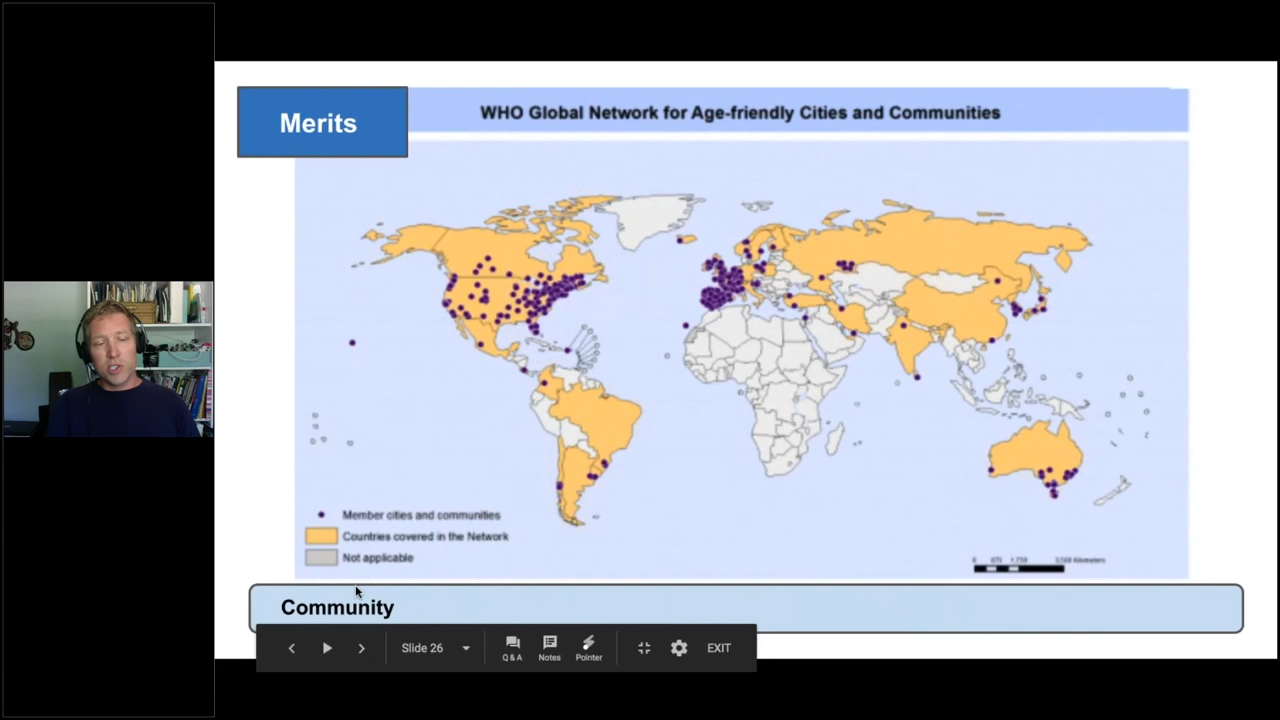 Merits
WHO Global Network for Age-friendly Cities and Communities
Member cities and communities
Countries covered in the Network
Not applicable
Community
Slide 26
Q & A
Notes
Pointer
EXIT